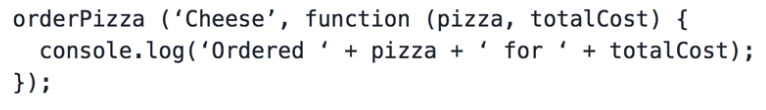 orderPizza (‘Cheese’, function (pizza, totalCost) {
  console.log(‘Ordered ‘ + pizza + ‘ for ‘ + totalCost);
});